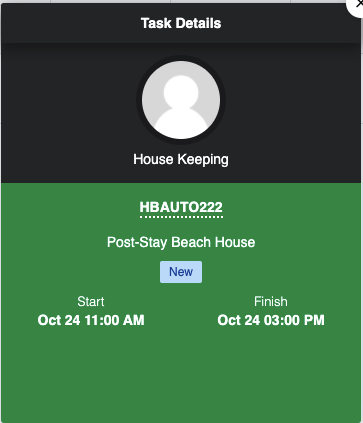 Task Details
House Keeping
HBAUTO222
Post-Stay Beach House
New
Start Finish
Oct 24 11:00 AM Oct 24 03:00 PM